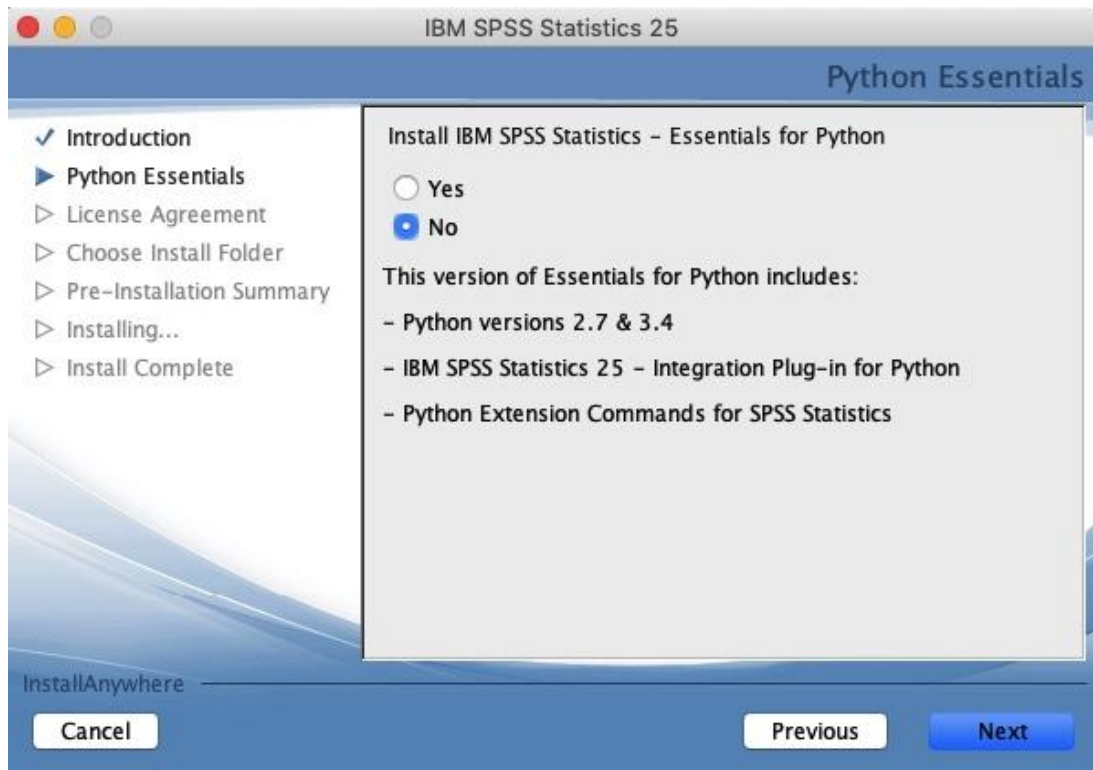 IBM SPSS Statistics 25
Python Essentials
Introduction
Python Essentials
License Agreement
Choose Install Folder
Pre-Installation Summary
Installing...
Install Complete
Install IBM SPSS Statistics - Essentials for Python
Yes
No
This version of Essentials for Python includes:
- Python versions 2.7 & 3.4
- IBM SPSS Statistics 25 - Integration Plug-in for Python
- Python Extension Commands for SPSS Statistics
InstallAnywhere
Cancel
Previous
Next